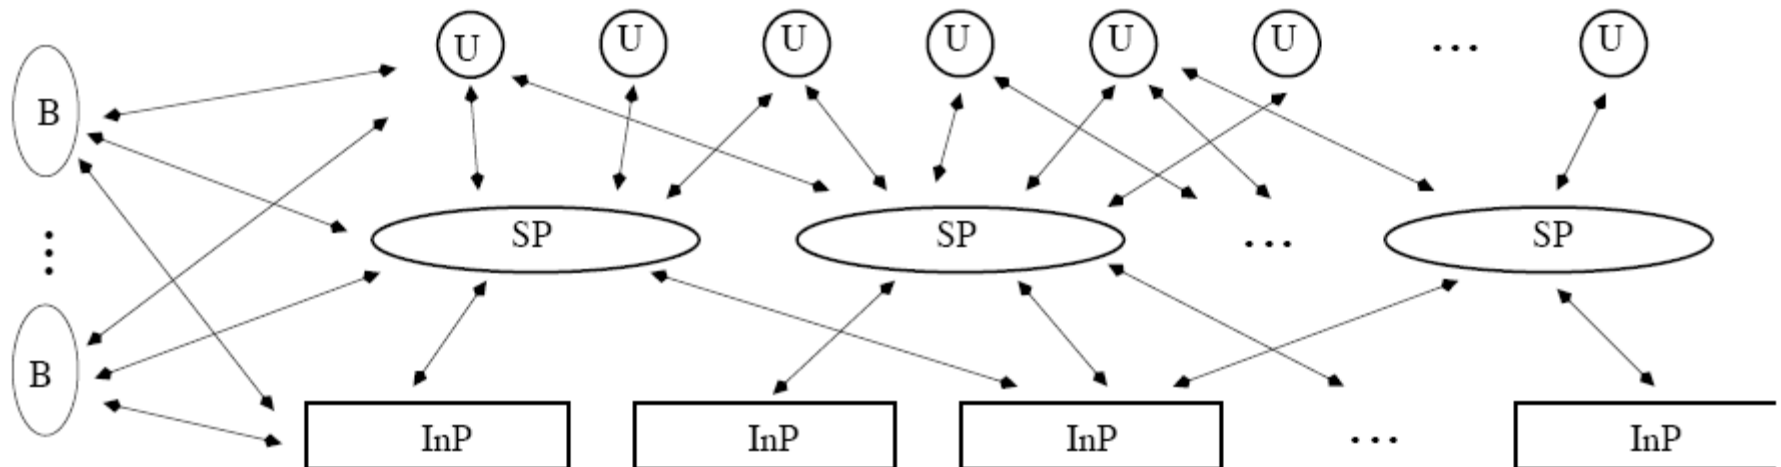 U U U U U U ... U
B
SP SP ... SP
B
InP InP InP ... InP